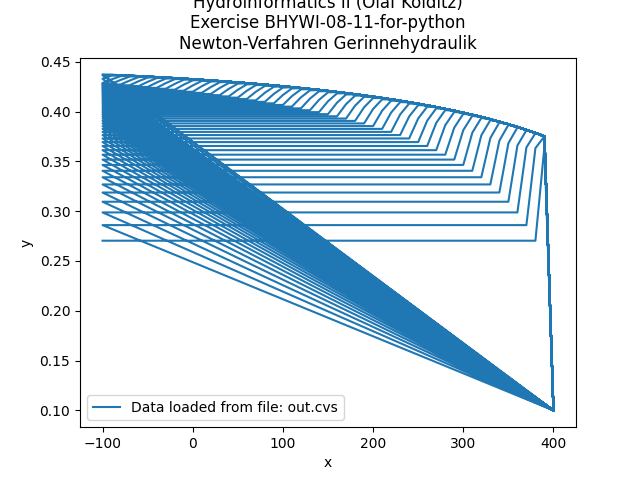 Hydroinformatics II (Olaf Kolditz)
Exercise BHYWI-08-11-for-python
Newton-Verfahren Gerinnehydraulik
0.45
0.40
0.35
0.30
0.25
0.20
0.15
0.10
y
Data loaded from file: out.cvs
−100
0
100
200
300
400
x